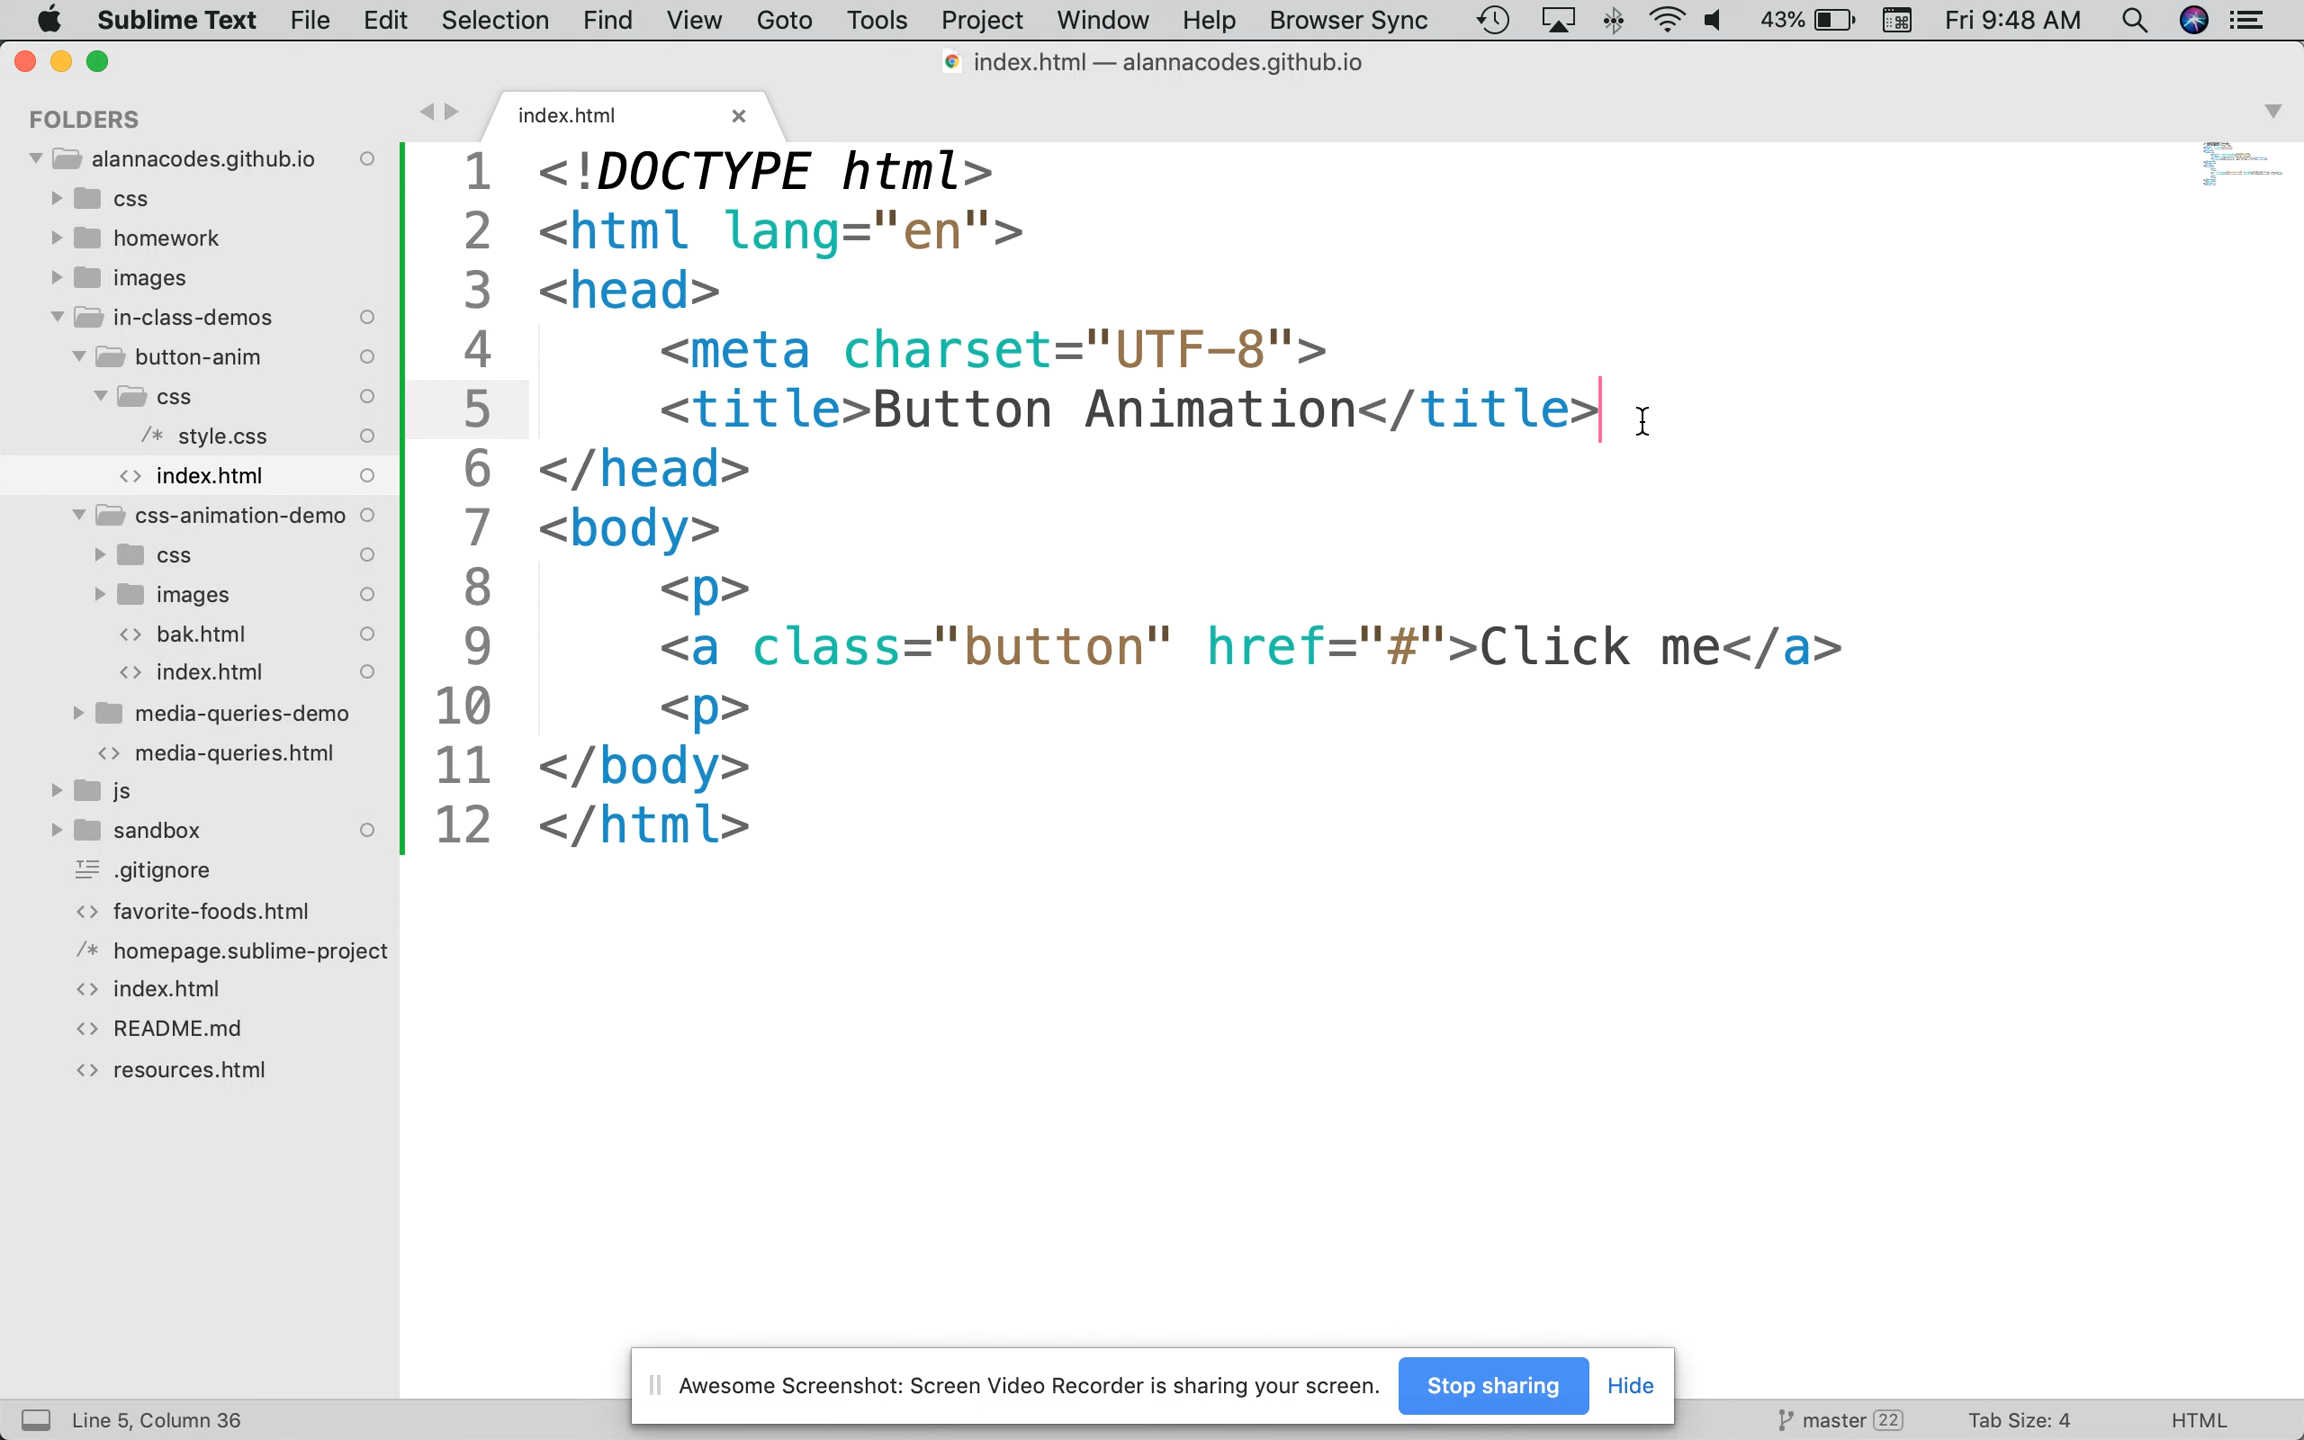 Sublime Text File Edit Selection Find View Goto Tools Project Window Help Browser Sync 43% Fri 9:48 AM
index.html — alannacodes.github.io
FOLDERS
alannacodes.github.io
css
homework
images
in-class-demos
button-anim
css
/* style.css
<> index.html
css-animation-demo
css
images
<> bak.html
<> index.html
media-queries-demo
<> media-queries.html
js
sandbox
.gitignore
<> favorite-foods.html
/* homepage.sublime-project
<> index.html
<> README.md
<> resources.html
index.html
1 <!DOCTYPE html>
2 <html lang="en">
3 <head>
4 <meta charset="UTF-8">
5 <title>Button Animation</title>
6 </head>
7 <body>
8 <p>
9 <a class="button" href="#">Click me</a>
10 <p>
11 </body>
12 </html>
Awesome Screenshot: Screen Video Recorder is sharing your screen. Stop sharing Hide
Line 5, Column 36 master 22 Tab Size: 4 HTML